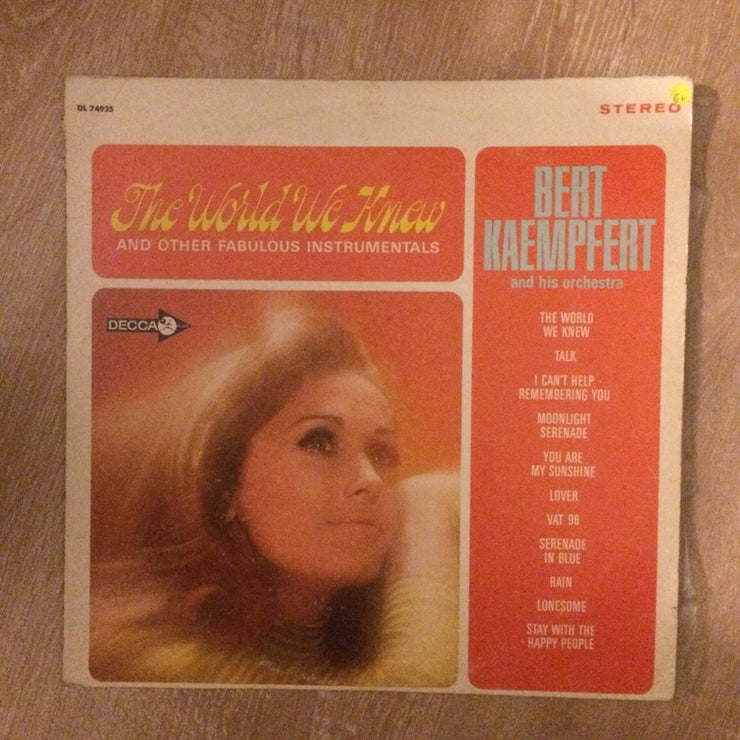 DL 74925
STEREO
6+
The World We Knew
AND OTHER FABULOUS INSTRUMENTALS
DECCA
BERT
KAEMPFERT
and his orchestra
THE WORLD
WE KNEW
TALK
I CAN'T HELP
REMEMBERING YOU
MOONLIGHT
SERENADE
YOU ARE
MY SUNSHINE
LOVER
VAT 96
SERENADE
IN BLUE
RAIN
LONESOME
STAY WITH THE
HAPPY PEOPLE